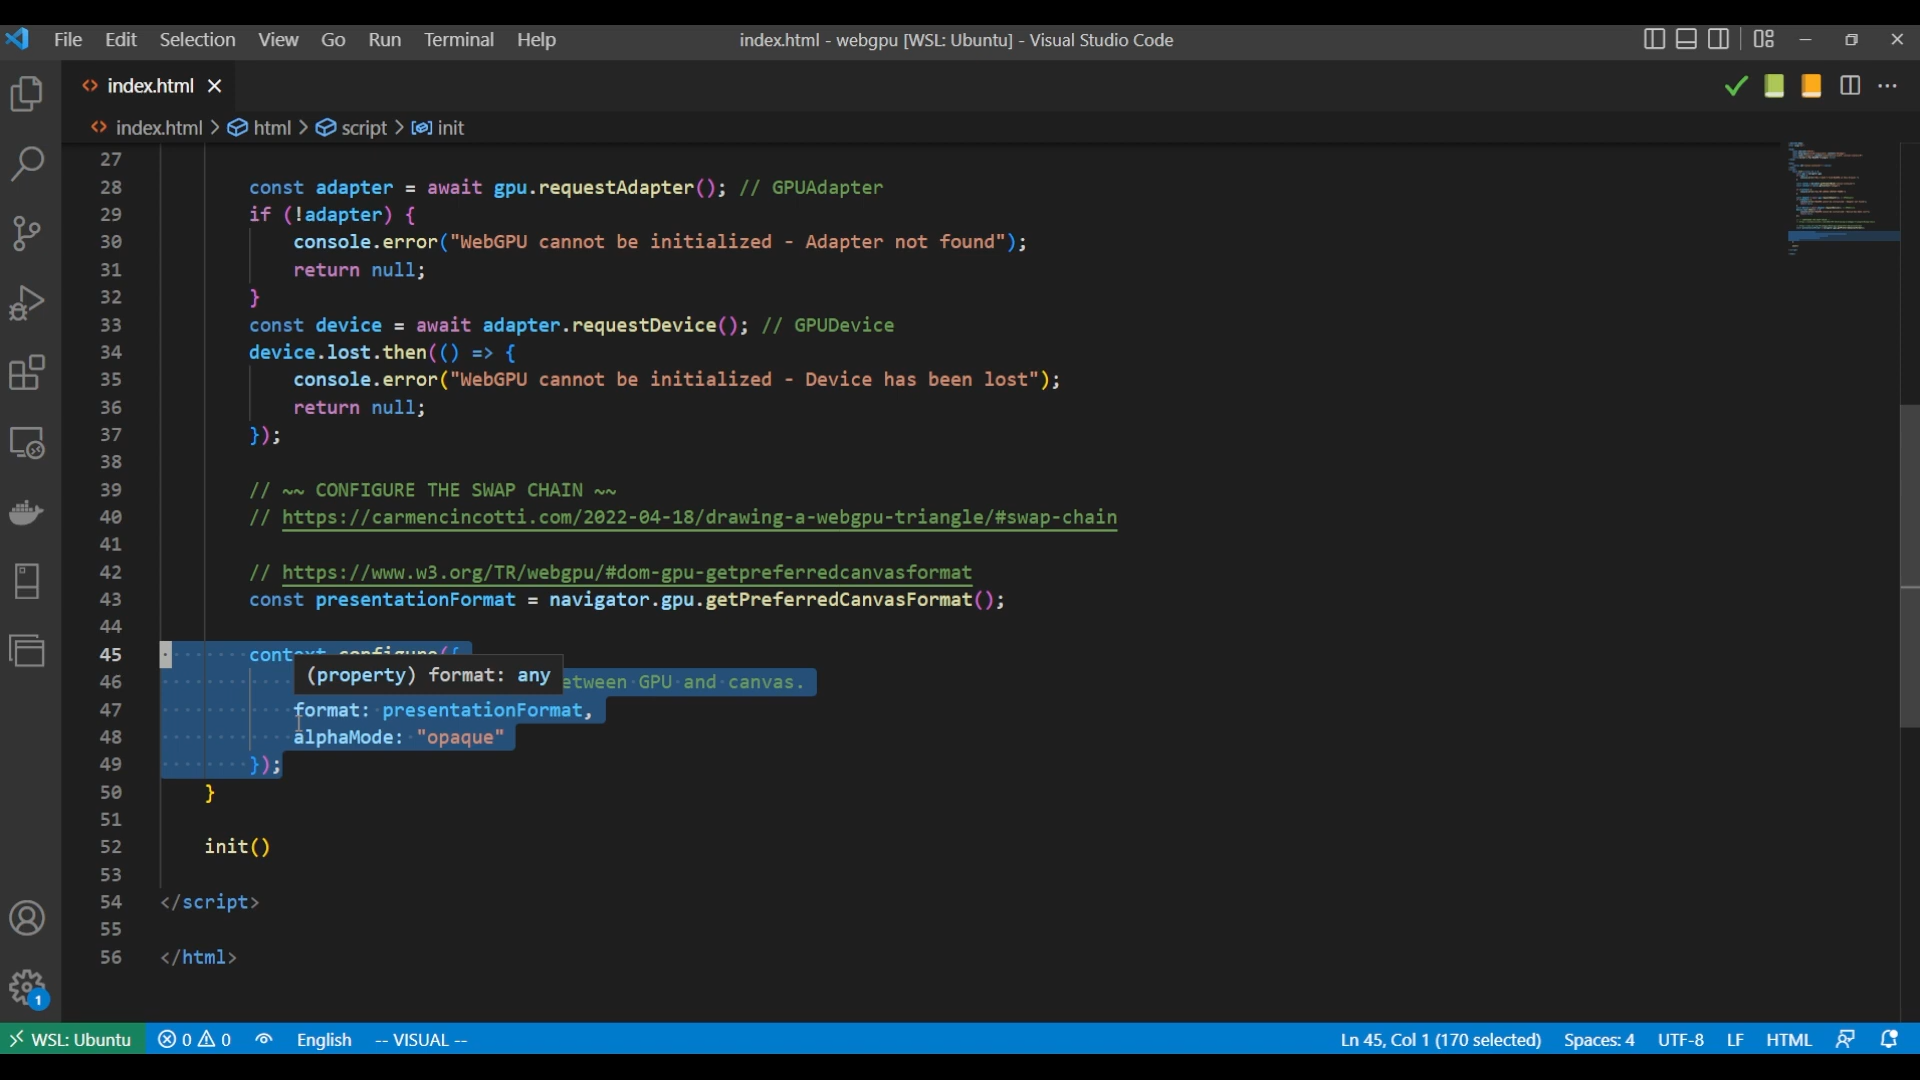 File Edit Selection View Go Run Terminal Help
index.html - webgpu [WSL: Ubuntu] - Visual Studio Code
index.html
index.html > html > script > init
27
28 const adapter = await gpu.requestAdapter(); // GPUAdapter
29 if (!adapter) {
30 console.error("WebGPU cannot be initialized - Adapter not found");
31 return null;
32 }
33 const device = await adapter.requestDevice(); // GPUDevice
34 device.lost.then(() => {
35 console.error("WebGPU cannot be initialized - Device has been lost");
36 return null;
37 });
38
39 // ~~ CONFIGURE THE SWAP CHAIN ~~
40 // https://carmencincotti.com/2022-04-18/drawing-a-webgpu-triangle/#swap-chain
41
42 // https://www.w3.org/TR/webgpu/#dom-gpu-getpreferredcanvasformat
43 const presentationFormat = navigator.gpu.getPreferredCanvasFormat();
44
45 context.configure({
(property) format: any
46 etween GPU and canvas.
47 format: presentationFormat,
48 alphaMode: "opaque"
49 });
50 }
51
52 init()
53
54 </script>
55
56 </html>
1
WSL: Ubuntu 0 0 English -- VISUAL -- Ln 45, Col 1 (170 selected) Spaces: 4 UTF-8 LF HTML